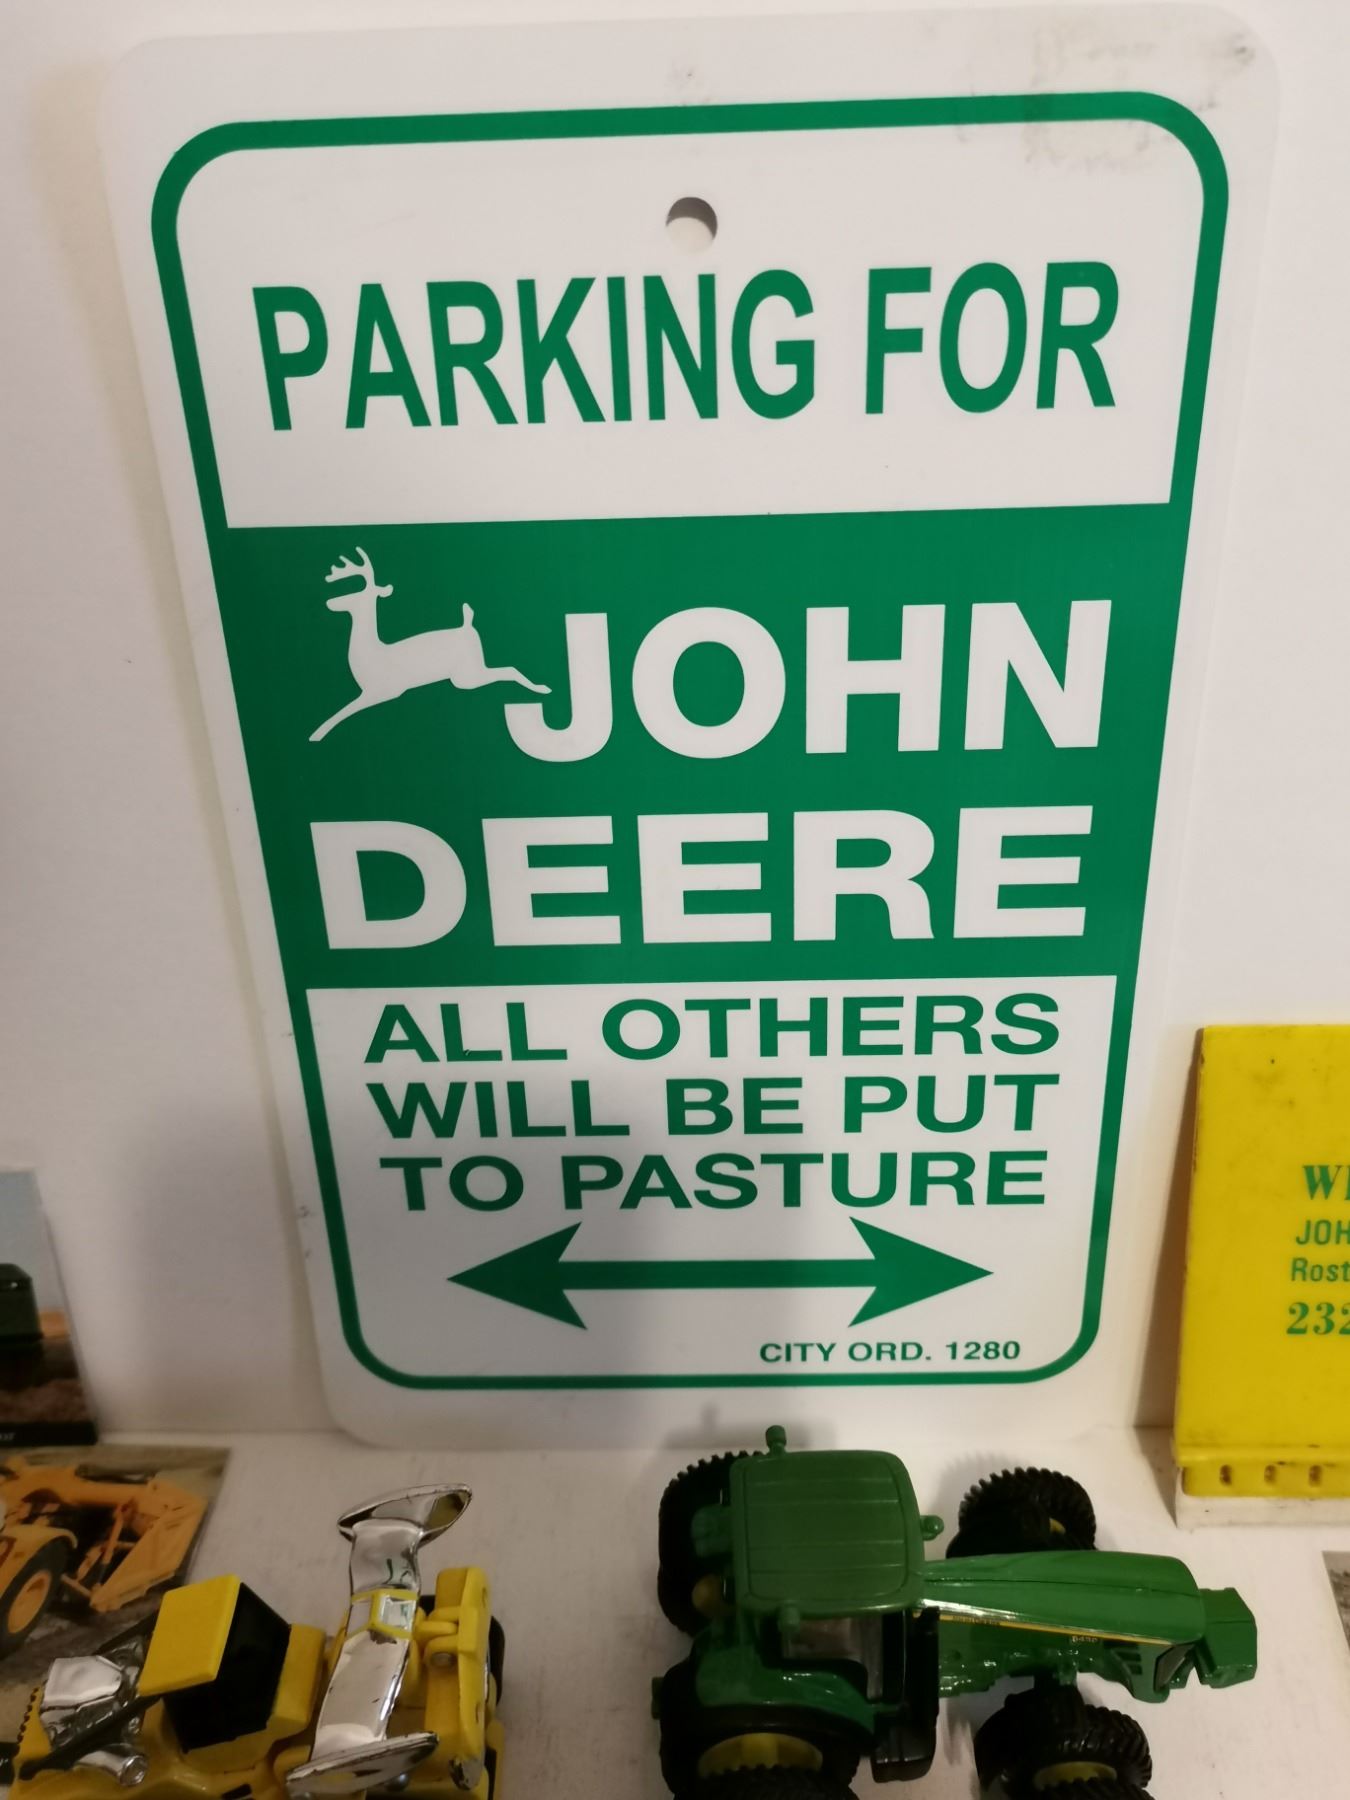 PARKING FOR
JOHN
DEERE
ALL OTHERS
WILL BE PUT
TO PASTURE
CITY ORD. 1280